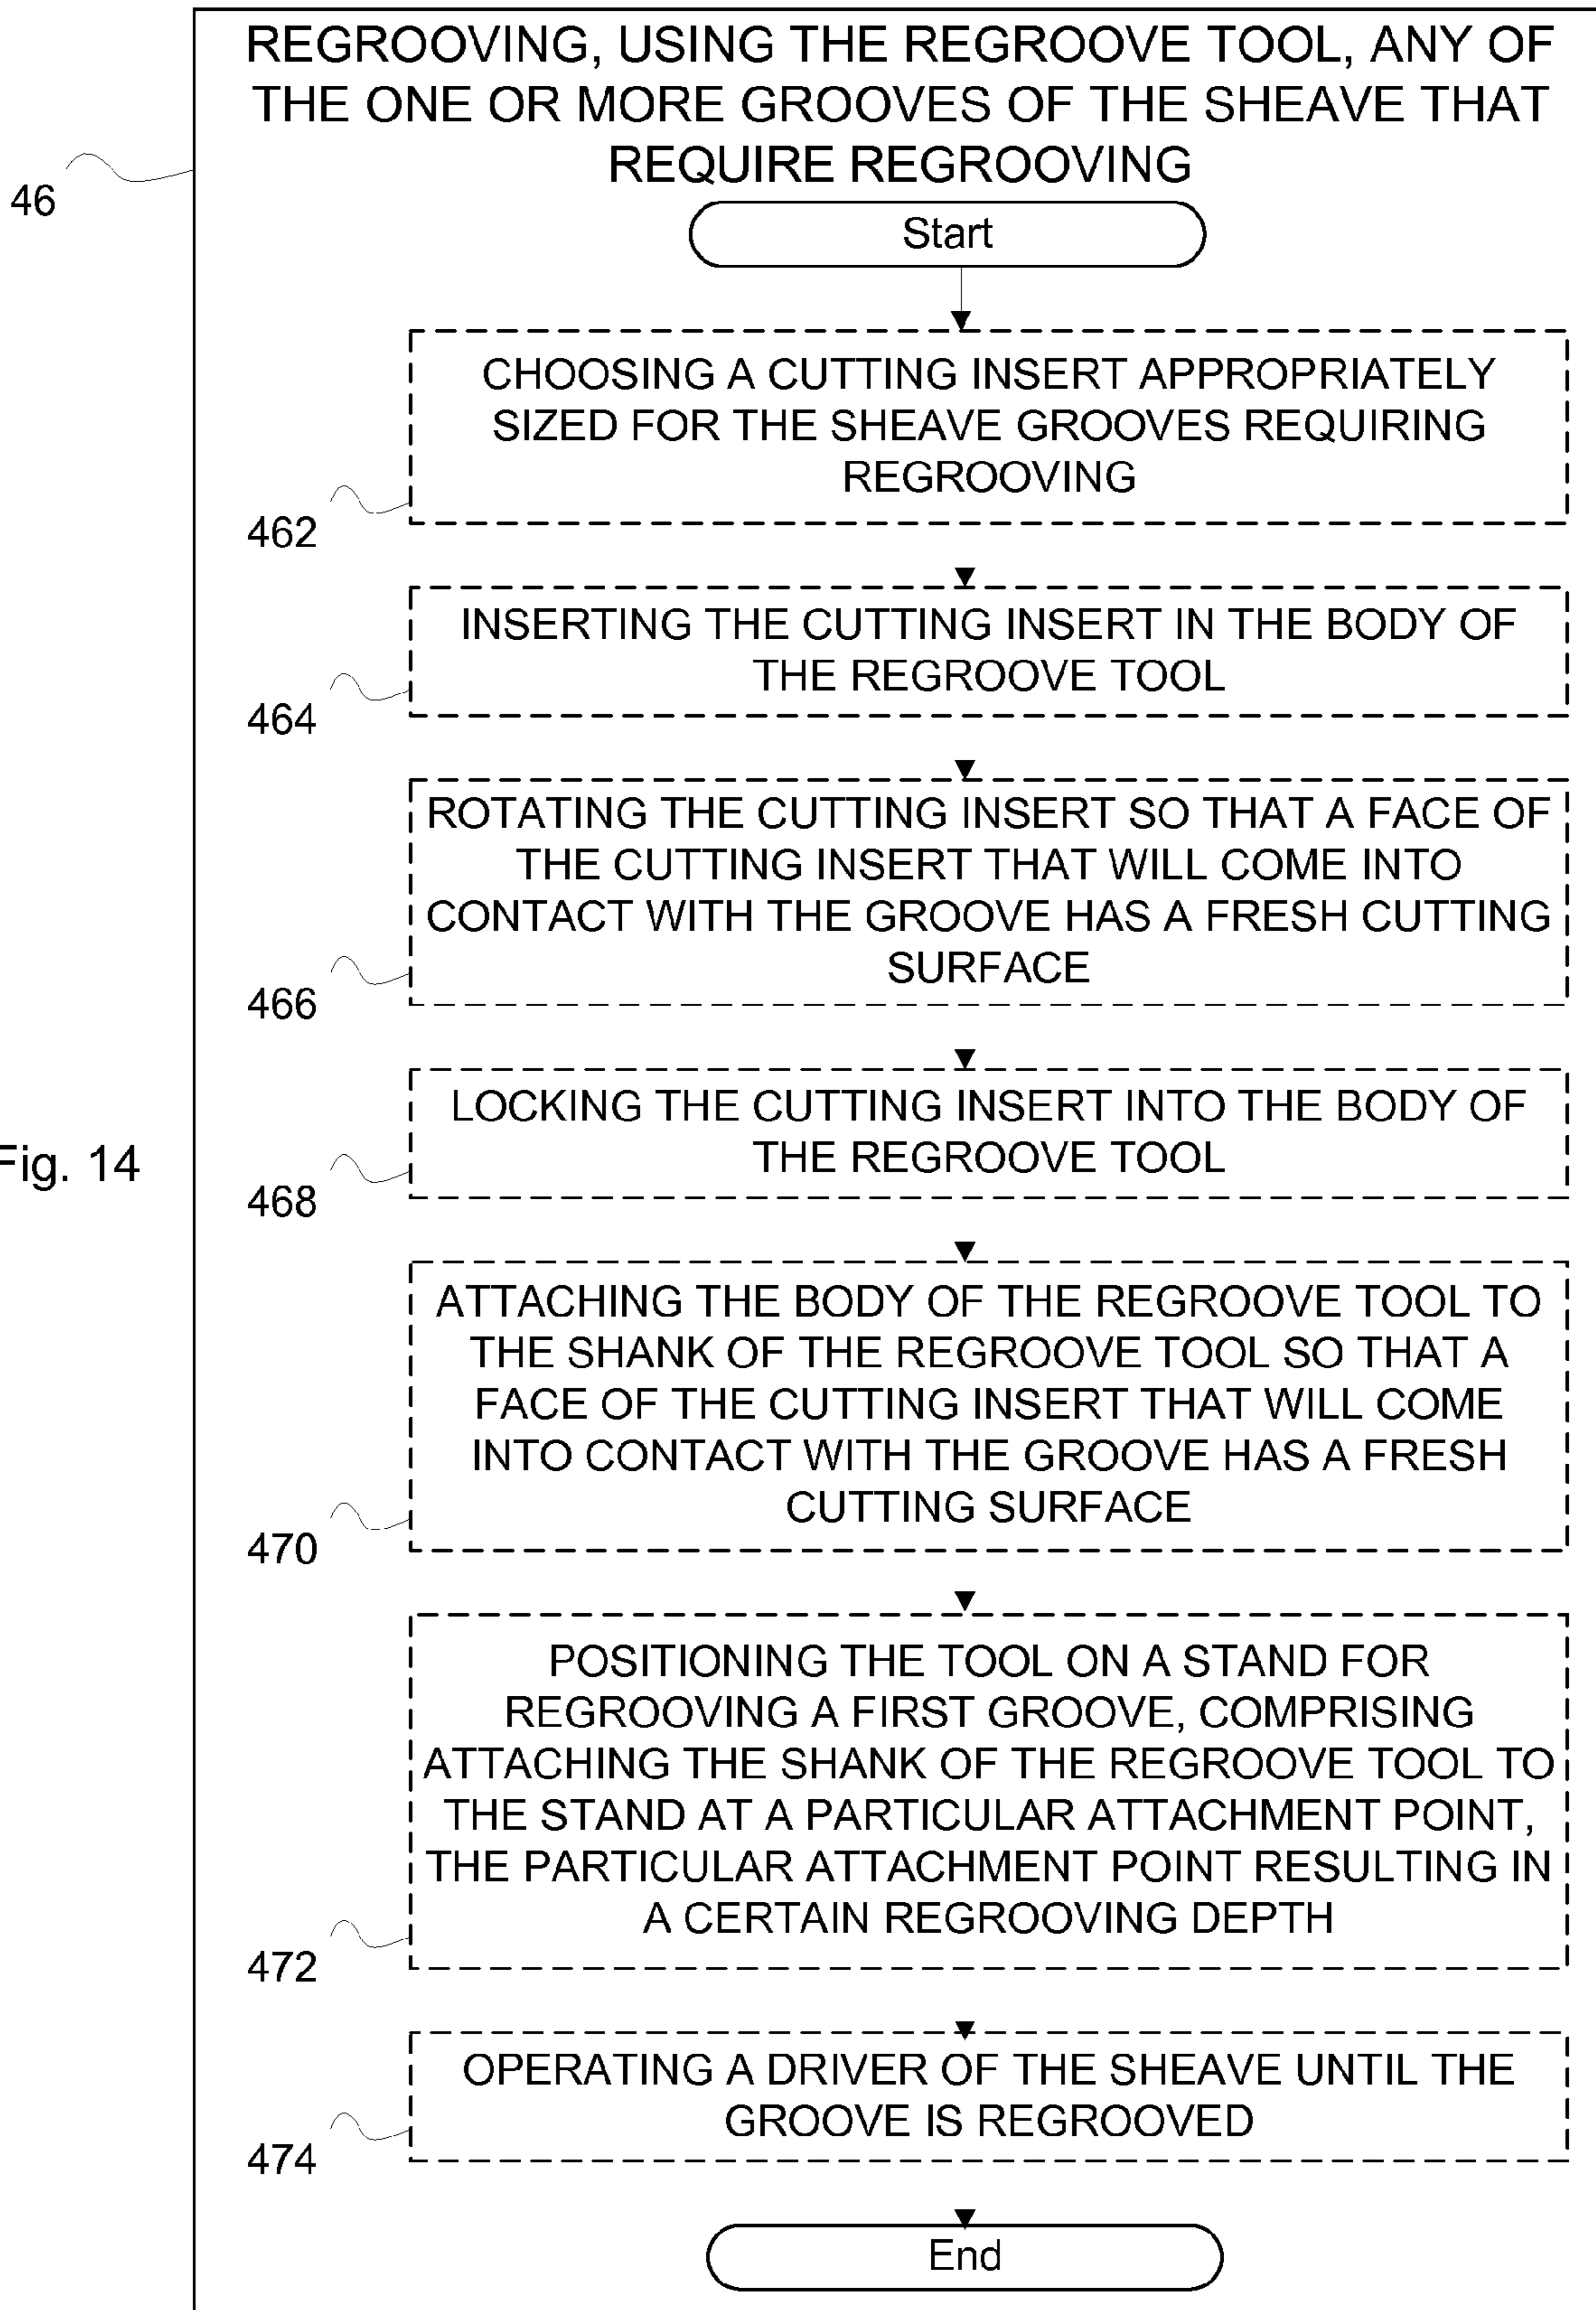 REGROOVING, USING THE REGROOVE TOOL, ANY OF
THE ONE OR MORE GROOVES OF THE SHEAVE THAT
REQUIRE REGROOVING
46
Start
CHOOSING A CUTTING INSERT APPROPRIATELY
SIZED FOR THE SHEAVE GROOVES REQUIRING
REGROOVING
462
INSERTING THE CUTTING INSERT IN THE BODY OF
THE REGROOVE TOOL
464
ROTATING THE CUTTING INSERT SO THAT A FACE OF
THE CUTTING INSERT THAT WILL COME INTO
CONTACT WITH THE GROOVE HAS A FRESH CUTTING
SURFACE
466
LOCKING THE CUTTING INSERT INTO THE BODY OF
THE REGROOVE TOOL
Fig. 14
468
ATTACHING THE BODY OF THE REGROOVE TOOL TO
THE SHANK OF THE REGROOVE TOOL SO THAT A
FACE OF THE CUTTING INSERT THAT WILL COME
INTO CONTACT WITH THE GROOVE HAS A FRESH
CUTTING SURFACE
470
POSITIONING THE TOOL ON A STAND FOR
REGROOVING A FIRST GROOVE, COMPRISING
ATTACHING THE SHANK OF THE REGROOVE TOOL TO
THE STAND AT A PARTICULAR ATTACHMENT POINT,
THE PARTICULAR ATTACHMENT POINT RESULTING IN
A CERTAIN REGROOVING DEPTH
472
OPERATING A DRIVER OF THE SHEAVE UNTIL THE
GROOVE IS REGROOVED
474
End